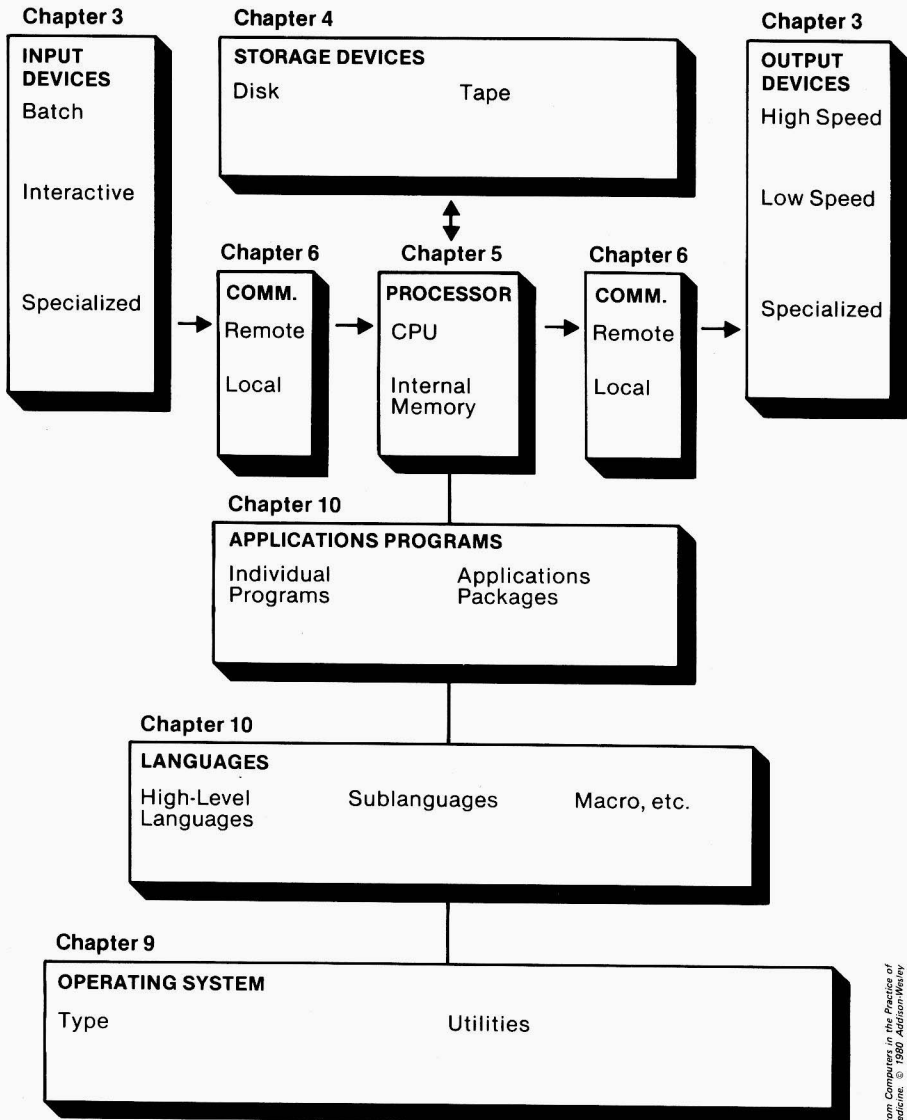 Chapter 3
INPUT
DEVICES
Batch
Interactive
Specialized
Chapter 4
STORAGE DEVICES
Disk Tape
Chapter 3
OUTPUT
DEVICES
High Speed
Low Speed
Specialized
Chapter 6
COMM.
Remote
Local
Chapter 5
PROCESSOR
CPU
Internal
Memory
Chapter 6
COMM.
Remote
Local
Chapter 10
APPLICATIONS PROGRAMS
Individual
Programs
Applications
Packages
Chapter 10
LANGUAGES
High-Level
Languages
Sublanguages
Macro, etc.
Chapter 9
OPERATING SYSTEM
Type Utilities
Computers in the Practice of
© 1980 Addison-Wesley